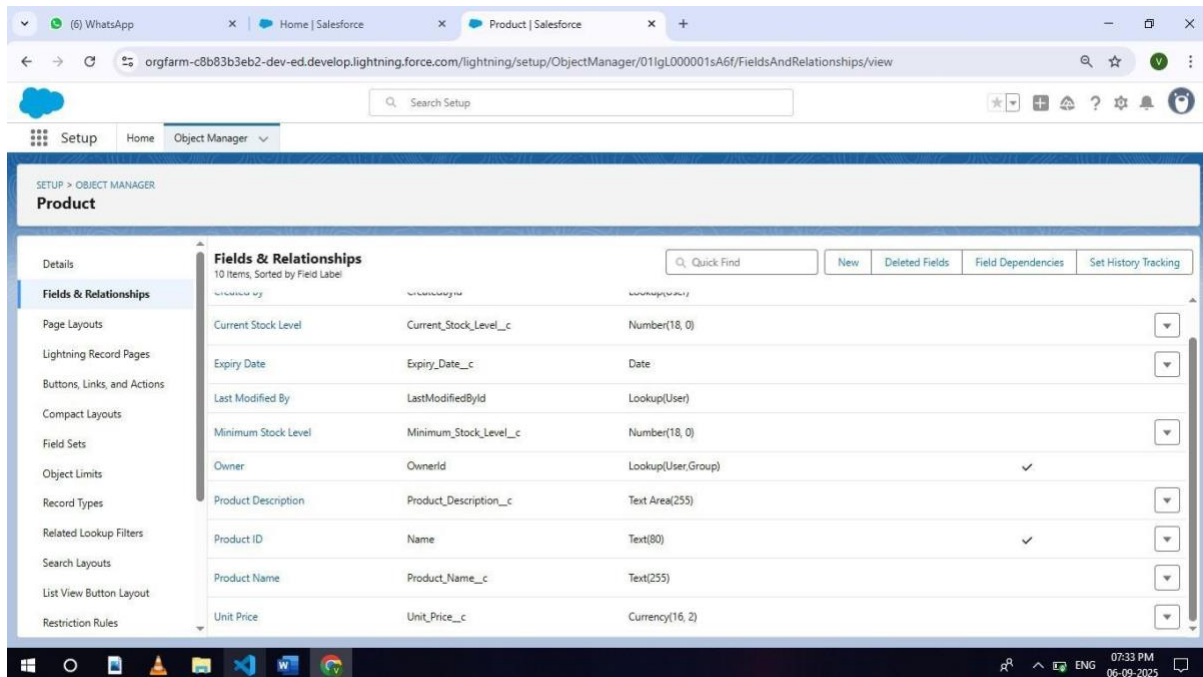 (6) WhatsApp
Home | Salesforce
Product | Salesforce
orgfarm-c8b83b3eb2-dev-ed.develop.lightning.force.com/lightning/setup/ObjectManager/01IgL000001sA6f/FieldsAndRelationships/view
V
Search Setup
Setup Home Object Manager
SETUP > OBJECT MANAGER
Product
Details
Fields & Relationships
Page Layouts
Lightning Record Pages
Buttons, Links, and Actions
Compact Layouts
Field Sets
Object Limits
Record Types
Related Lookup Filters
Search Layouts
List View Button Layout
Restriction Rules
Fields & Relationships
10 Items, Sorted by Field Label
Quick Find New Deleted Fields Field Dependencies Set History Tracking
Created By CreatedById Lookup(User)
Current Stock Level Current_Stock_Level__c Number(18, 0)
Expiry Date Expiry_Date__c Date
Last Modified By LastModifiedById Lookup(User)
Minimum Stock Level Minimum_Stock_Level__c Number(18, 0)
Owner OwnerId Lookup(User,Group)
Product Description Product_Description__c Text Area(255)
Product ID Name Text(80)
Product Name Product_Name__c Text(255)
Unit Price Unit_Price__c Currency(16, 2)
ENG 07:33 PM
06-09-2025